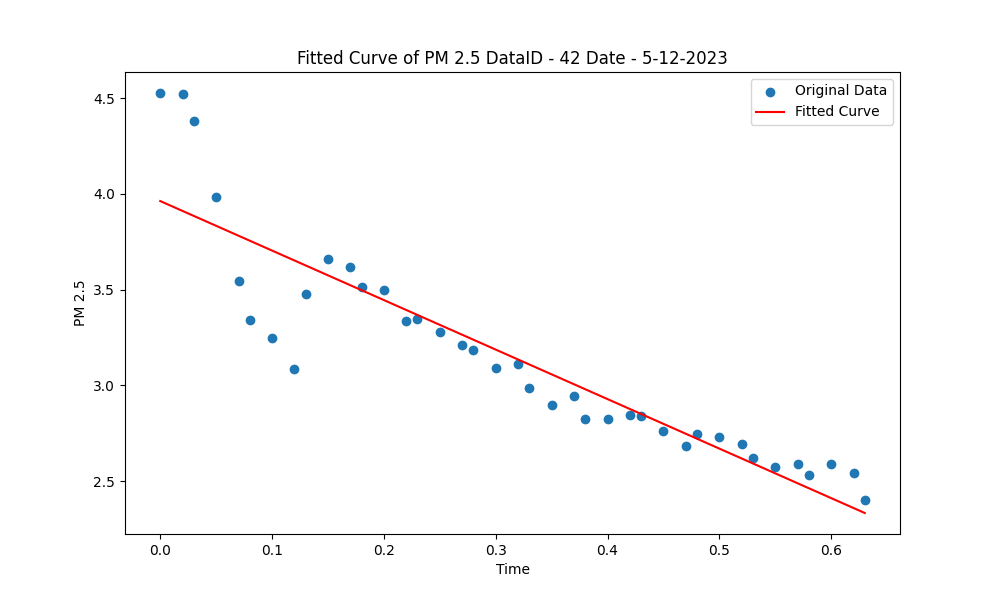 Fitted Curve of PM 2.5 DataID - 42 Date - 5-12-2023
Original Data
Fitted Curve
4.5
4.0
3.5
3.0
2.5
PM 2.5
0.0 0.1 0.2 0.3 0.4 0.5 0.6
Time